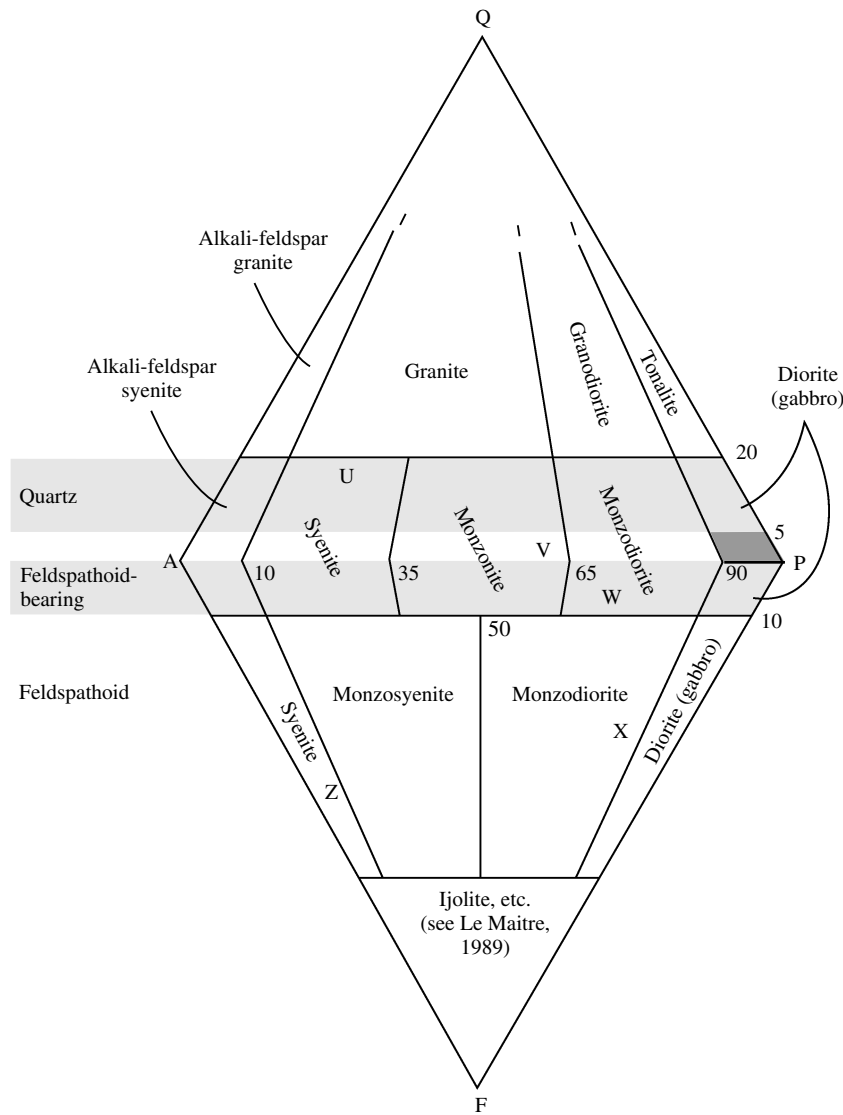 Q
Alkali-feldspar
granite
Alkali-feldspar
syenite
Granite
Granodiorite
Tonalite
Diorite
(gabbro)
20
Quartz
U
Syenite
Monzonite
V
Monzodiorite
5
A
P
Feldspathoid-
bearing
10
35
65
90
W
10
50
Feldspathoid
Syenite
Monzosyenite
Monzodiorite
Diorite (gabbro)
X
Z
Ijolite, etc.
(see Le Maitre,
1989)
F